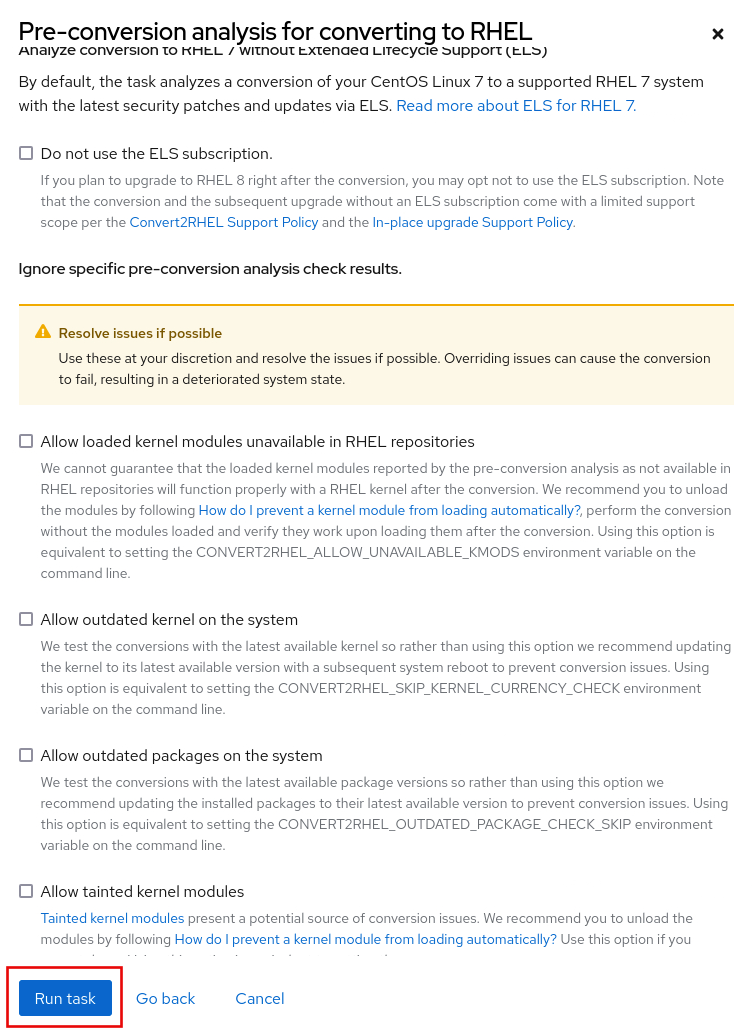 Pre-conversion analysis for converting to RHEL
Analyze conversion to RHEL 7 without Extended Lifecycle Support (ELS)
By default, the task analyzes a conversion of your CentOS Linux 7 to a supported RHEL 7 system
with the latest security patches and updates via ELS. Read more about ELS for RHEL 7.
Do not use the ELS subscription.
If you plan to upgrade to RHEL 8 right after the conversion, you may opt not to use the ELS subscription. Note
that the conversion and the subsequent upgrade without an ELS subscription come with a limited support
scope per the Convert2RHEL Support Policy and the In-place upgrade Support Policy.
Ignore specific pre-conversion analysis check results.
Resolve issues if possible
Use these at your discretion and resolve the issues if possible. Overriding issues can cause the conversion
to fail, resulting in a deteriorated system state.
Allow loaded kernel modules unavailable in RHEL repositories
We cannot guarantee that the loaded kernel modules reported by the pre-conversion analysis as not available in
RHEL repositories will function properly with a RHEL kernel after the conversion. We recommend you to unload
the modules by following How do I prevent a kernel module from loading automatically?, perform the conversion
without the modules loaded and verify they work upon loading them after the conversion. Using this option is
equivalent to setting the CONVERT2RHEL_ALLOW_UNAVAILABLE_KMODS environment variable on the
command line.
Allow outdated kernel on the system
We test the conversions with the latest available kernel so rather than using this option we recommend updating
the kernel to its latest available version with a subsequent system reboot to prevent conversion issues. Using
this option is equivalent to setting the CONVERT2RHEL_SKIP_KERNEL_CURRENCY_CHECK environment
variable on the command line.
Allow outdated packages on the system
We test the conversions with the latest available package versions so rather than using this option we
recommend updating the installed packages to their latest available version to prevent conversion issues. Using
this option is equivalent to setting the CONVERT2RHEL_OUTDATED_PACKAGE_CHECK_SKIP environment
variable on the command line.
Allow tainted kernel modules
Tainted kernel modules present a potential source of conversion issues. We recommend you to unload the
modules by following How do I prevent a kernel module from loading automatically? Use this option if you
Run task
Go back
Cancel